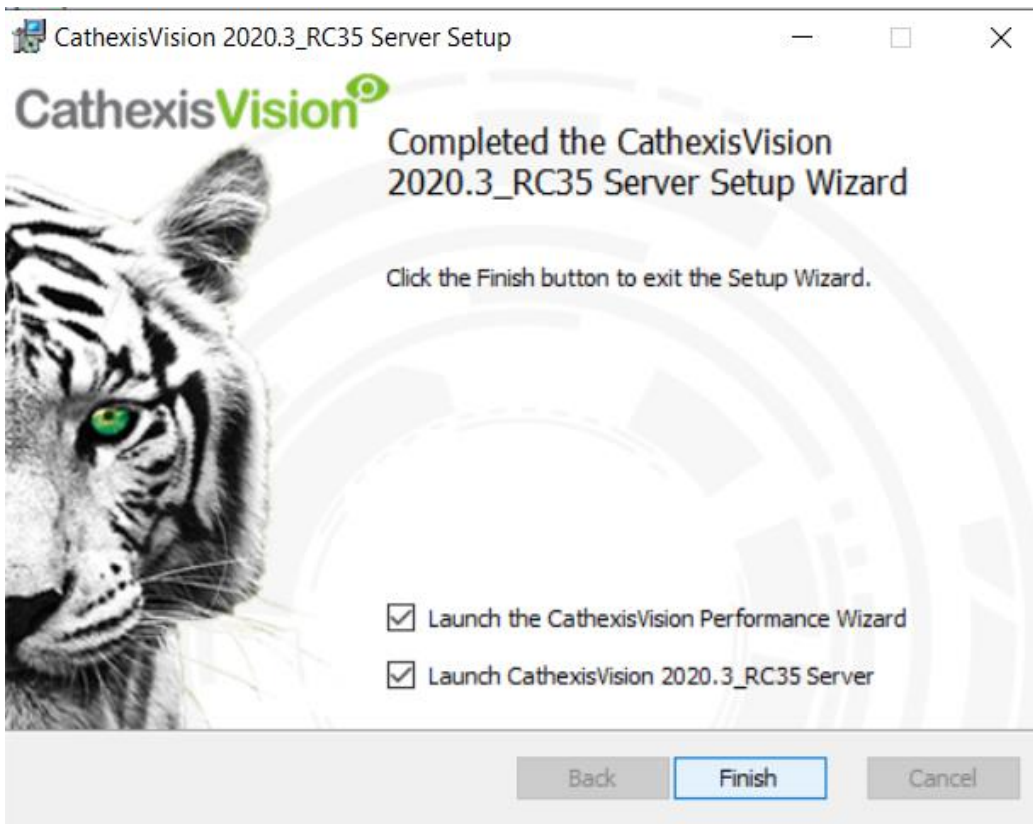 CathexisVision 2020.3_RC35 Server Setup
CathexisVision
Completed the CathexisVision
2020.3_RC35 Server Setup Wizard
Click the Finish button to exit the Setup Wizard.
Launch the CathexisVision Performance Wizard
Launch CathexisVision 2020.3_RC35 Server
Back Finish Cancel